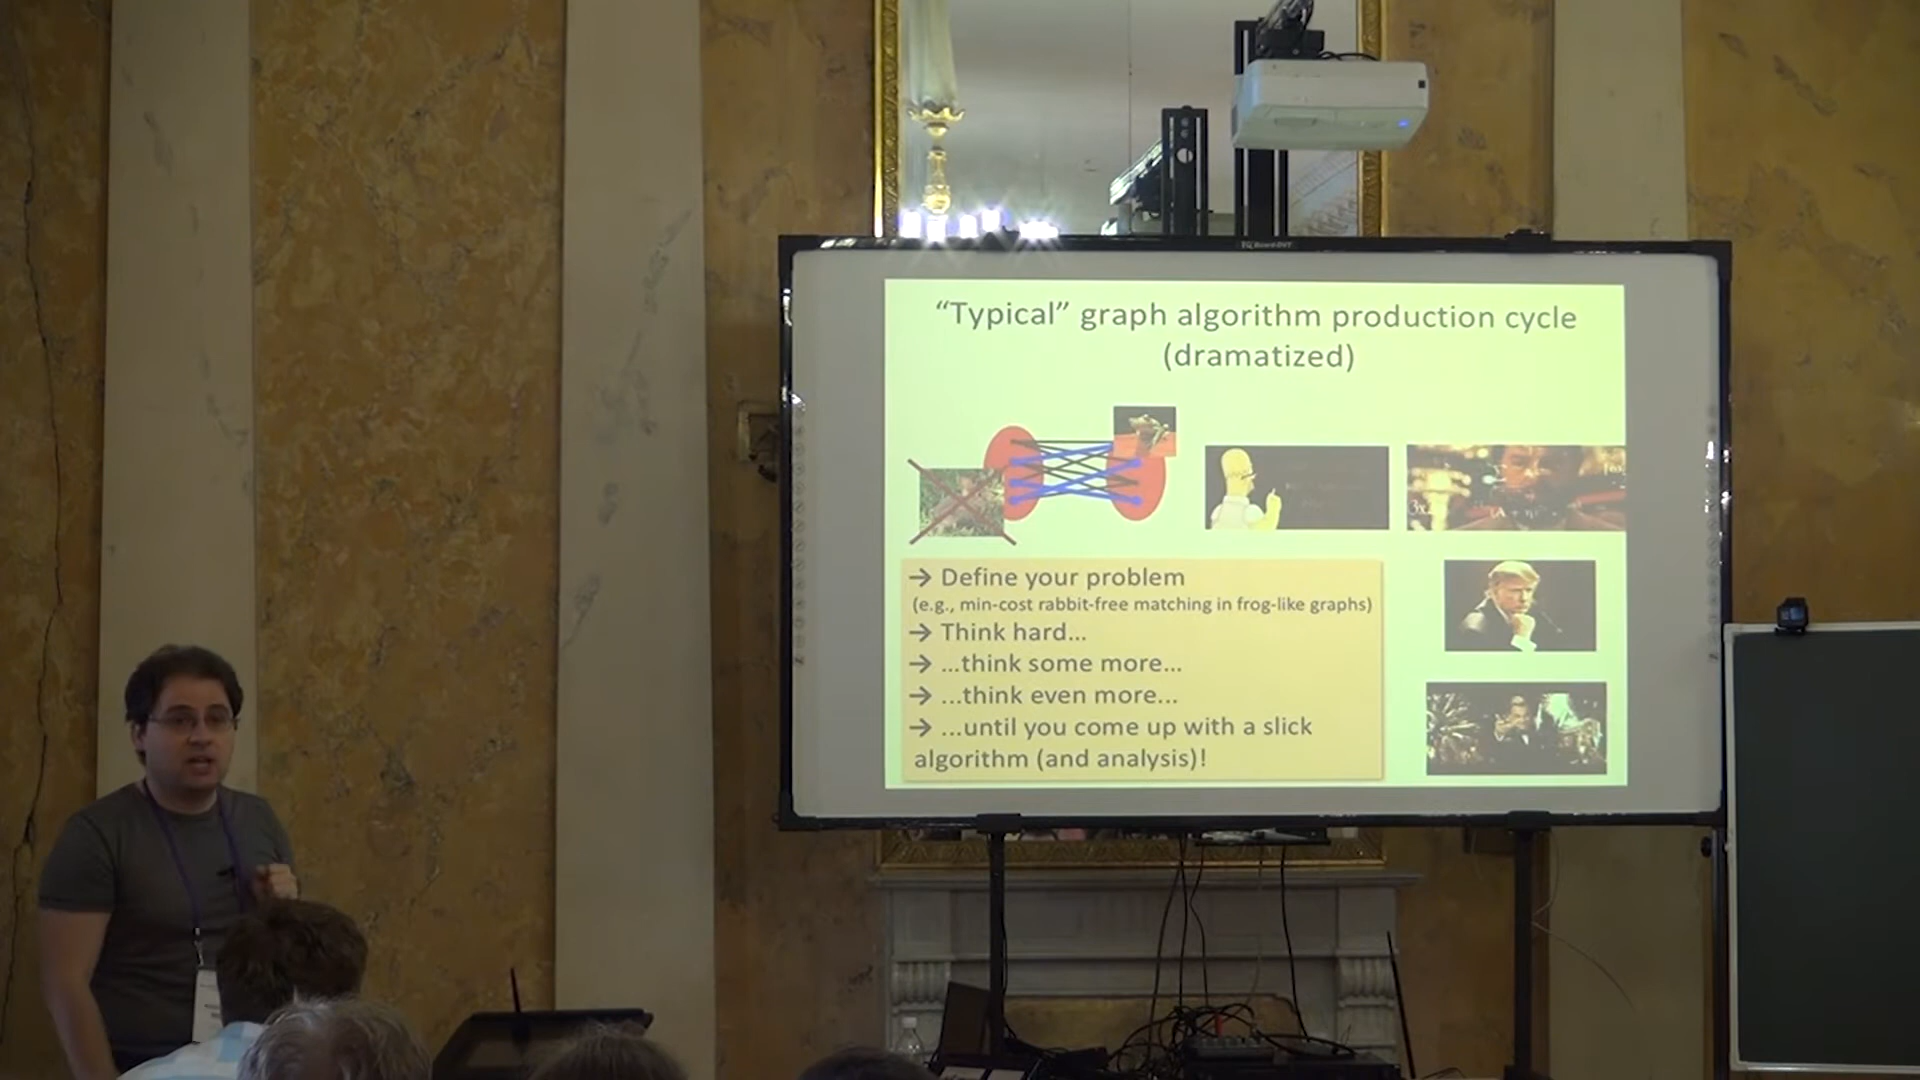 “Typical” graph algorithm production cycle
(dramatized)
→ Define your problem
(e.g., min-cost rabbit-free matching in frog-like graphs)
→ Think hard...
→ ...think some more...
→ ...think even more...
→ ...until you come up with a slick
algorithm (and analysis)!